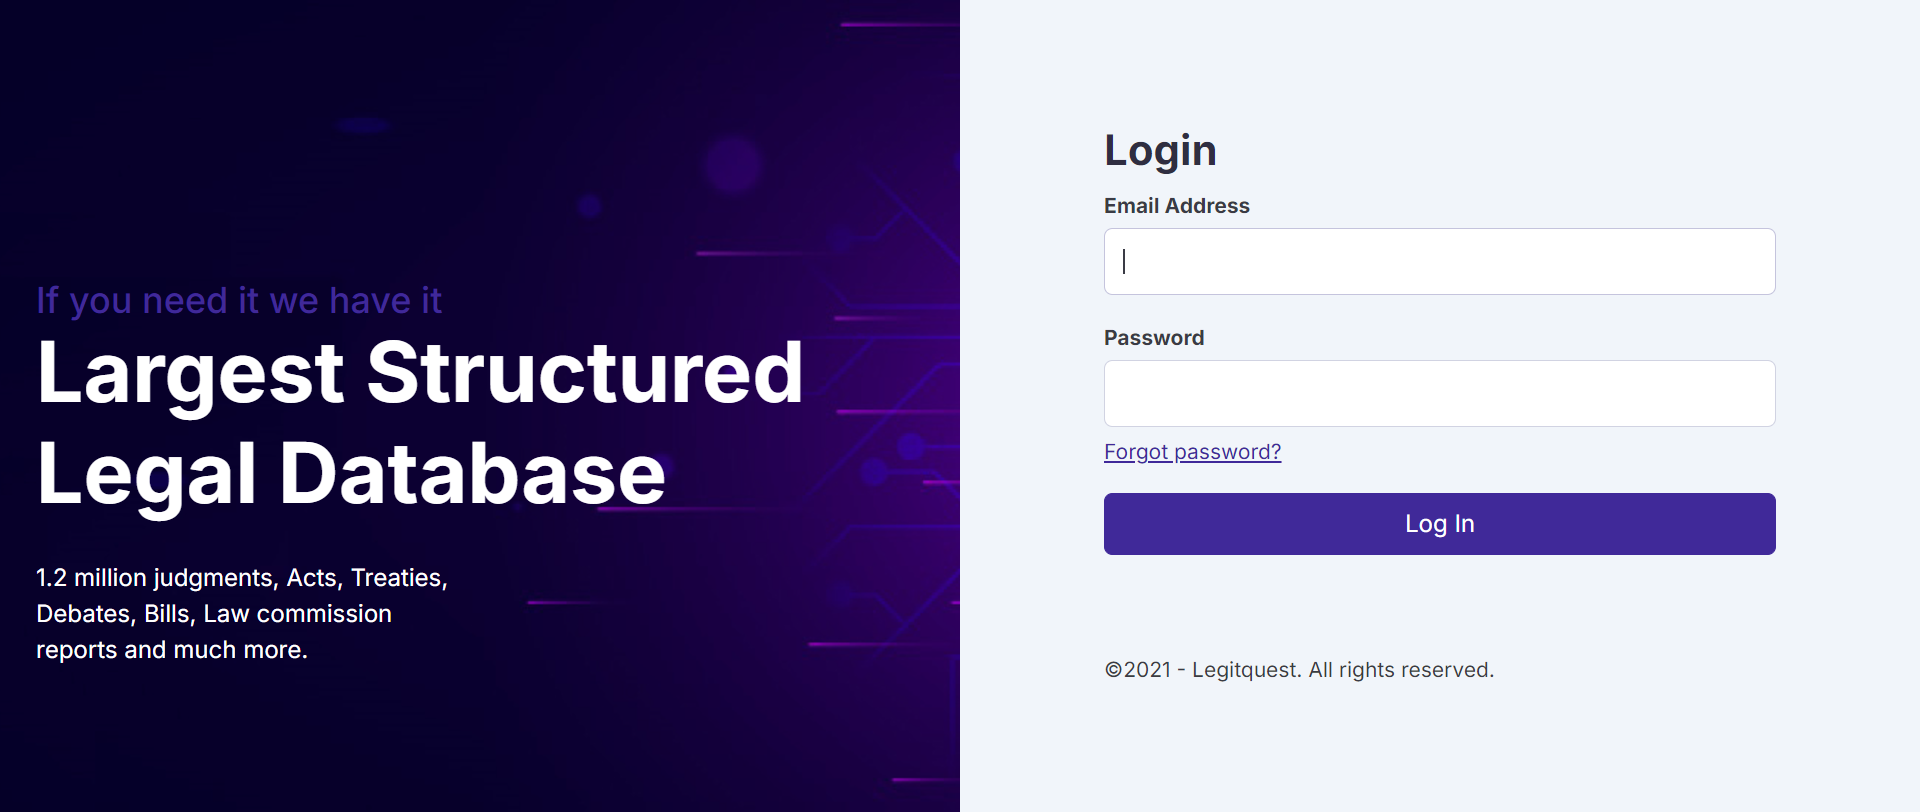 If you need it we have it
Largest Structured
Legal Database
1.2 million judgments, Acts, Treaties,
Debates, Bills, Law commission
reports and much more.
Login
Email Address
Password
Forgot password?
Log In
©2021 - Legitquest. All rights reserved.